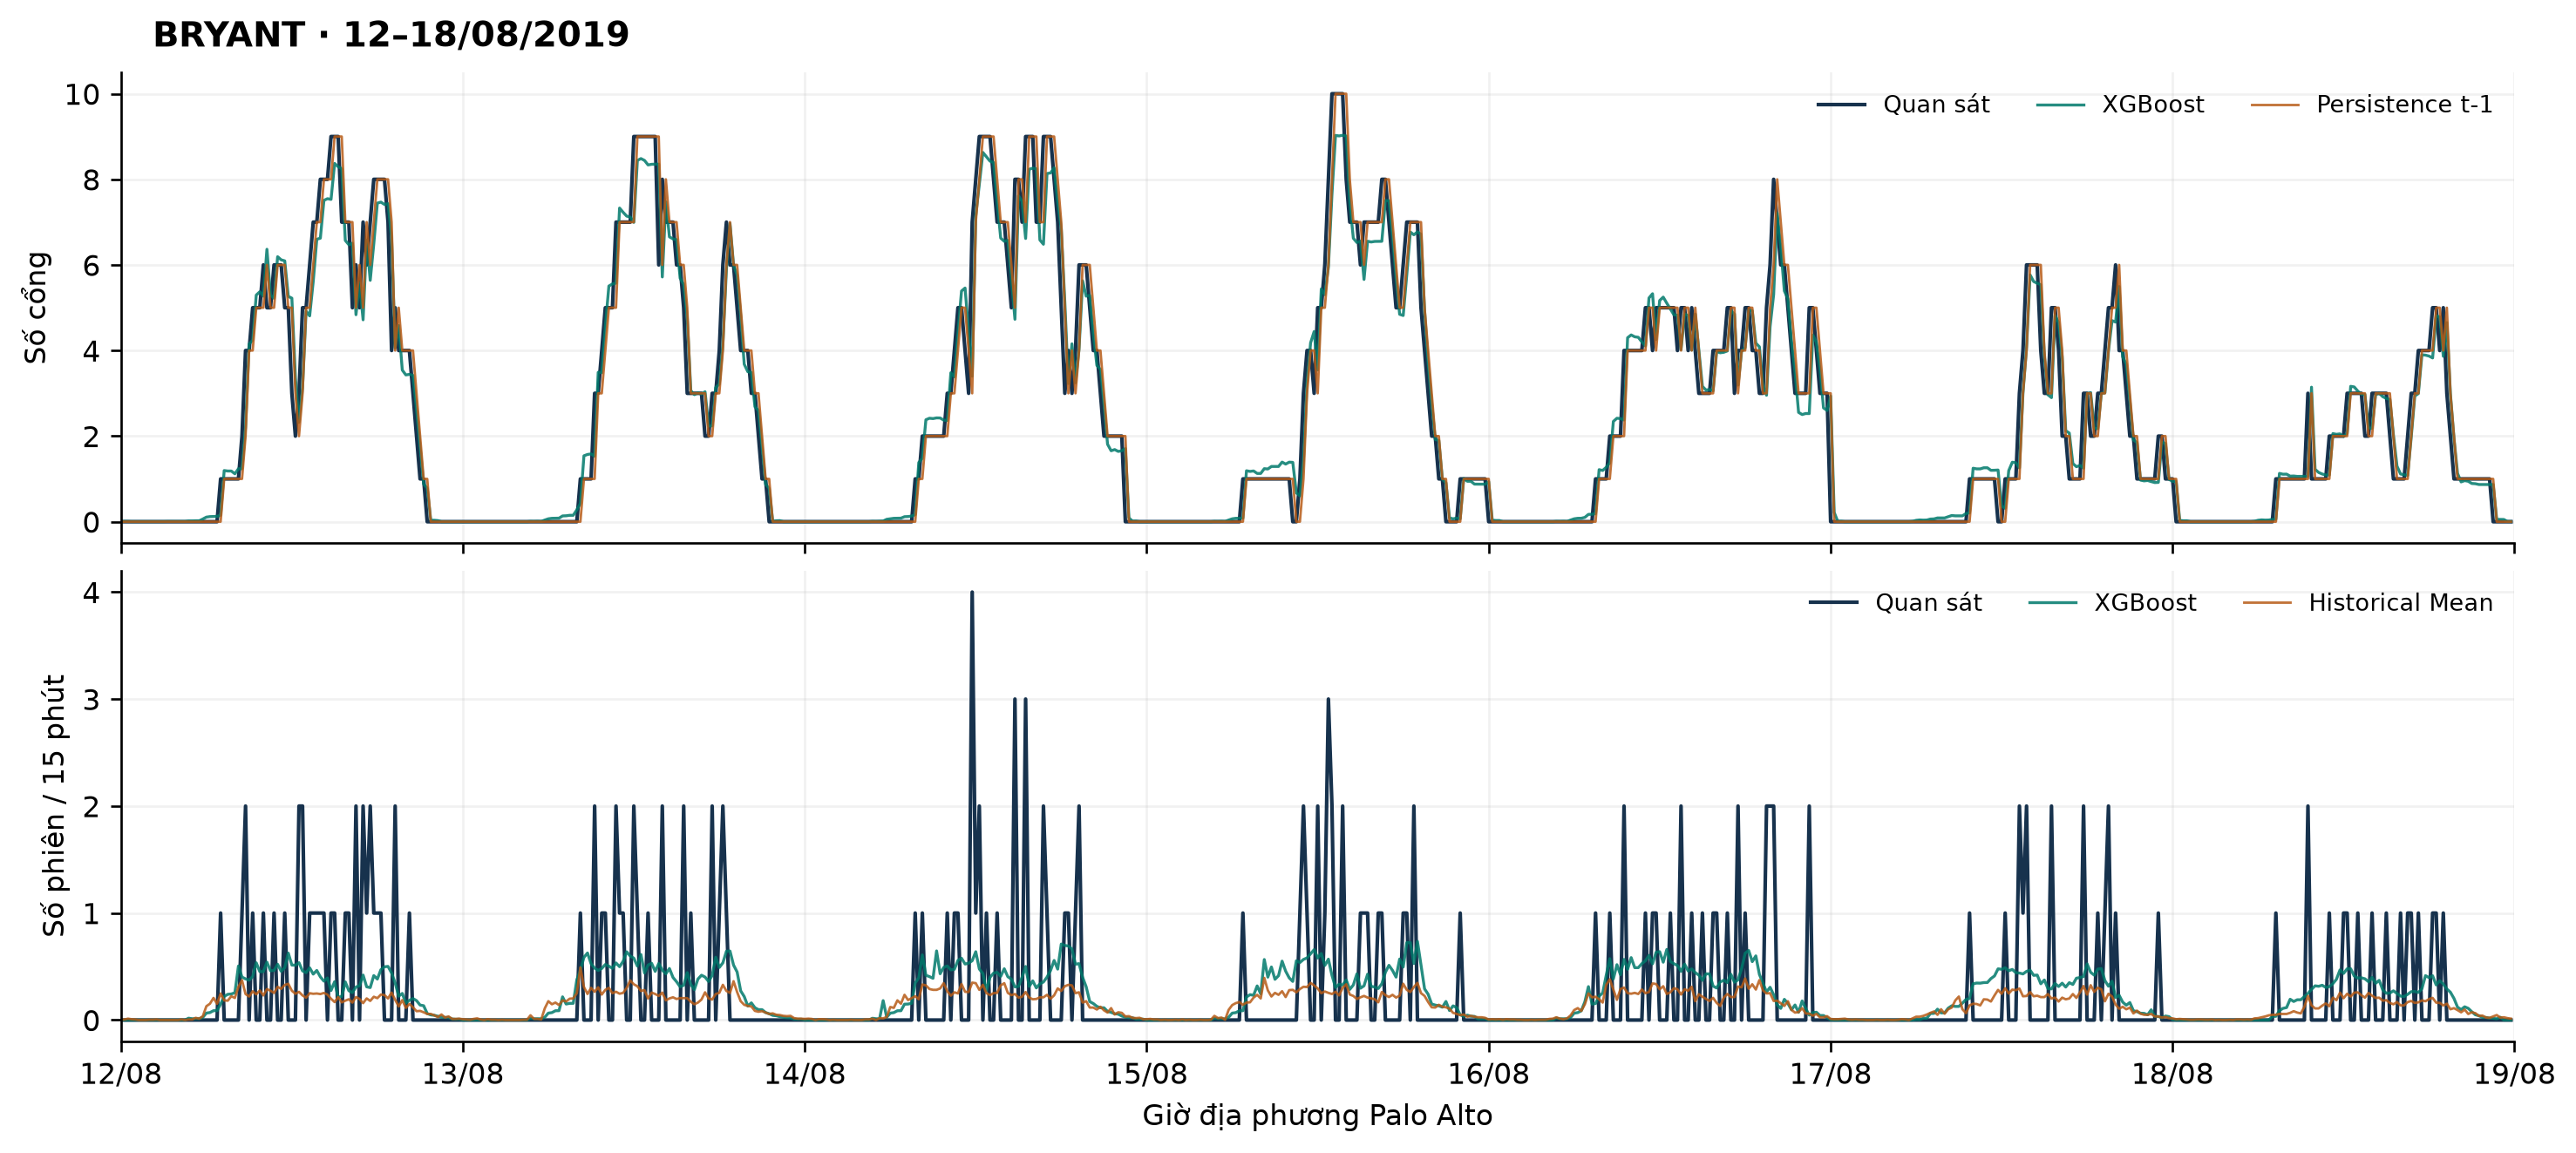 BRYANT · 12–18/08/2019
Số cổng
10
8
6
4
2
0
Quan sát XGBoost Persistence t-1
Số phiên / 15 phút
4
3
2
1
0
Quan sát XGBoost Historical Mean
12/08 13/08 14/08 15/08 16/08 17/08 18/08 19/08
Giờ địa phương Palo Alto